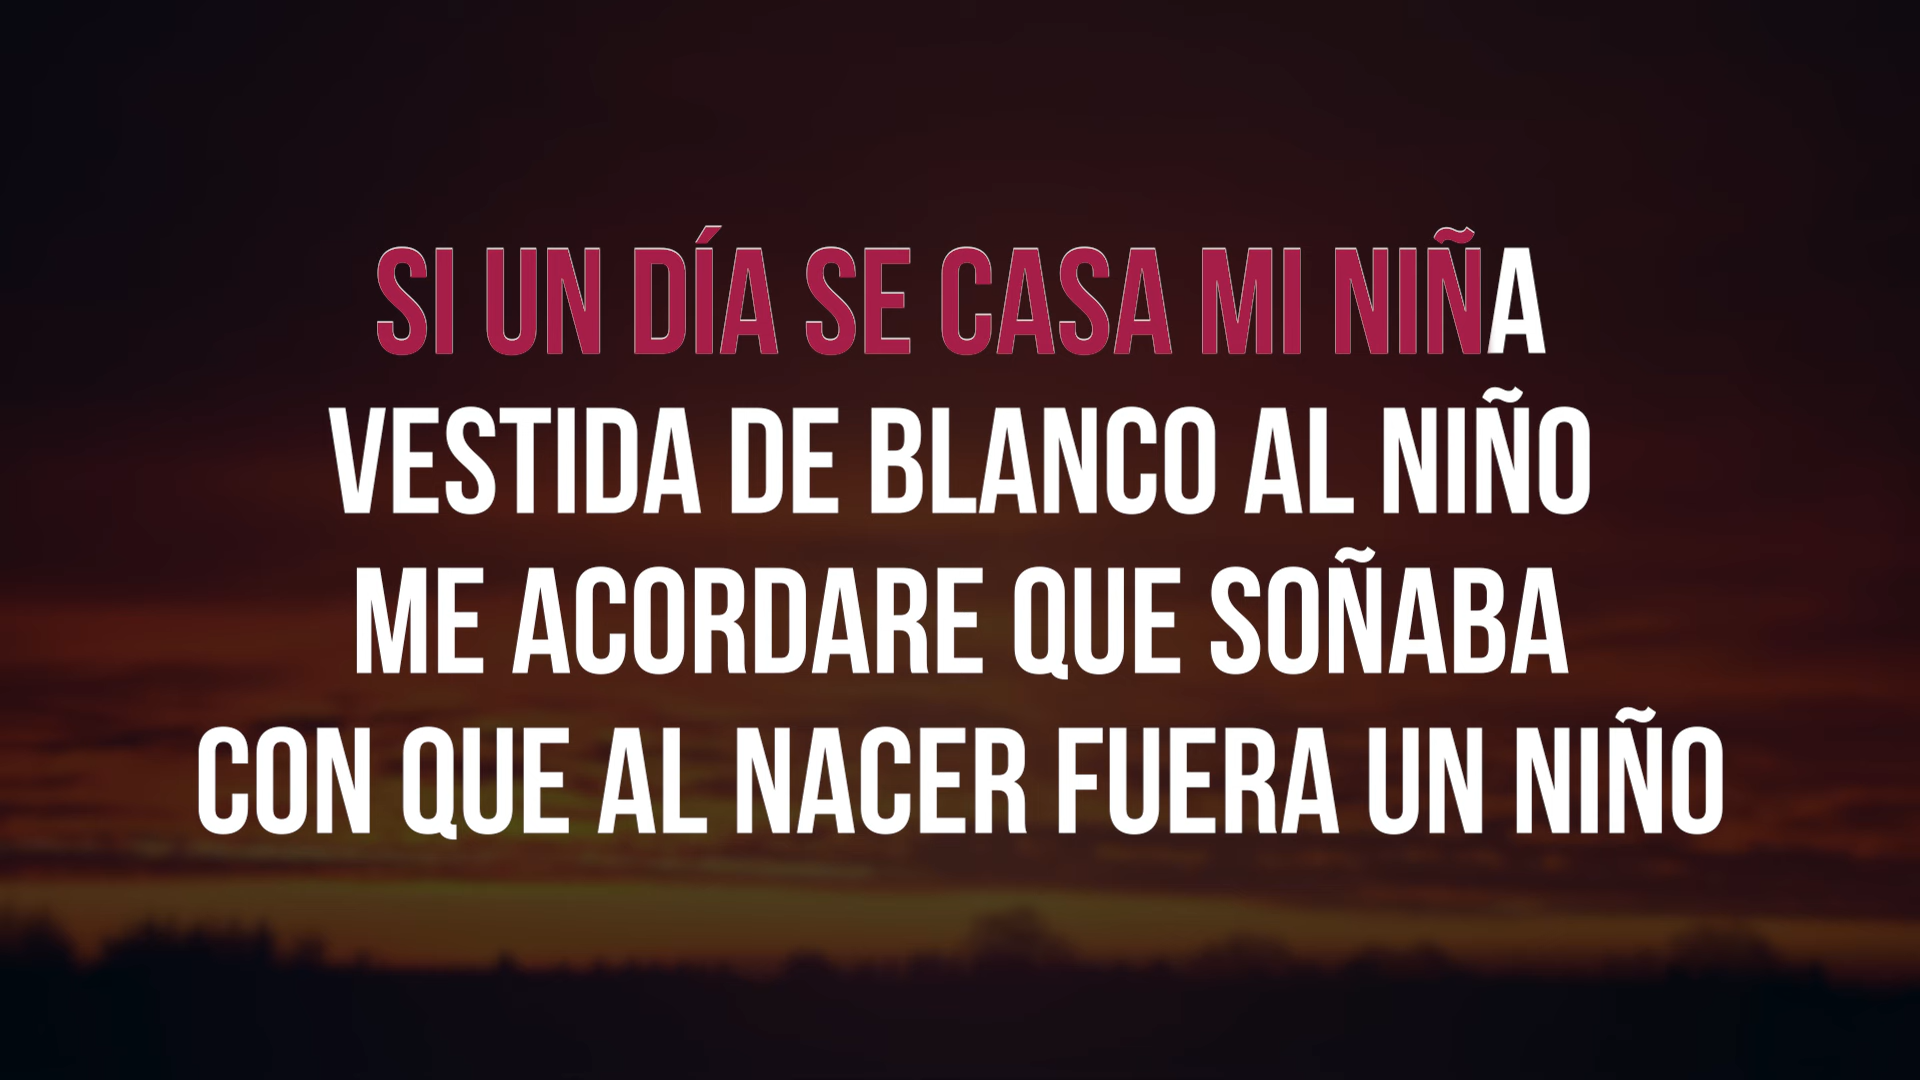 SI UN DÍA SE CASA MI NIÑA
VESTIDA DE BLANCO AL NIÑO
ME ACORDARE QUE SOÑABA
CON QUE AL NACER FUERA UN NIÑO